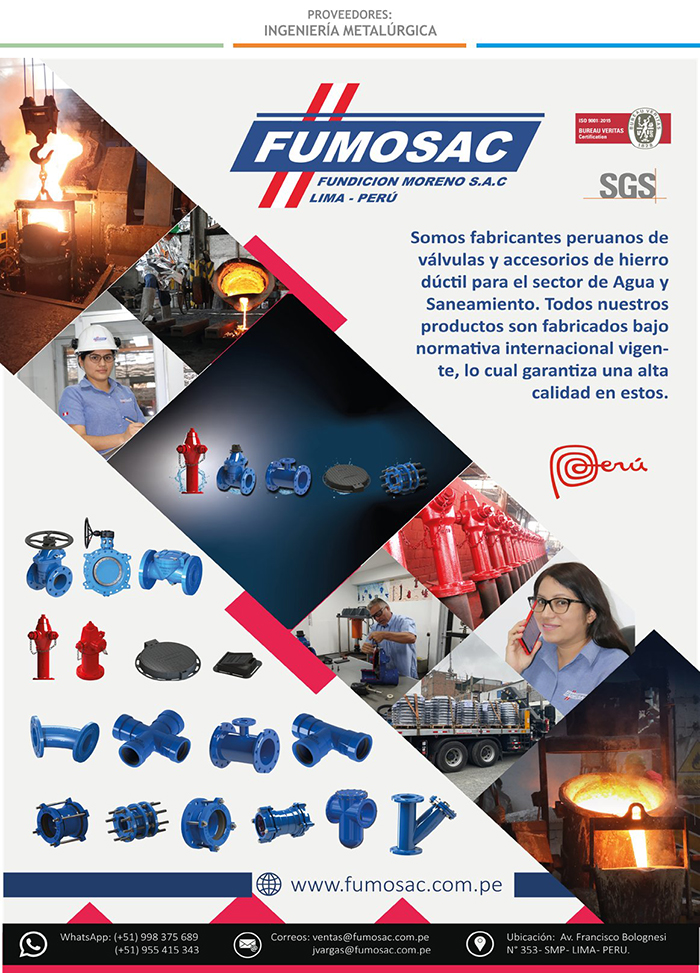 PROVEEDORES:
INGENIERÍA METALÚRGICA
FUMOSAC
FUNDICION MORENO S.A.C
LIMA - PERÚ
ISO 9001:2015
BUREAU VERITAS
Certification
SGS
Somos fabricantes peruanos de
válvulas y accesorios de hierro
dúctil para el sector de Agua y
Saneamiento. Todos nuestros
productos son fabricados bajo
normativa internacional vigen-
te, lo cual garantiza una alta
calidad en estos.
Perú
www.fumosac.com.pe
WhatsApp: (+51) 998 375 689
(+51) 955 415 343
Correos: ventas@fumosac.com.pe
jvargas@fumosac.com.pe
Ubicación: Av. Francisco Bolognesi
N° 353- SMP- LIMA- PERU.